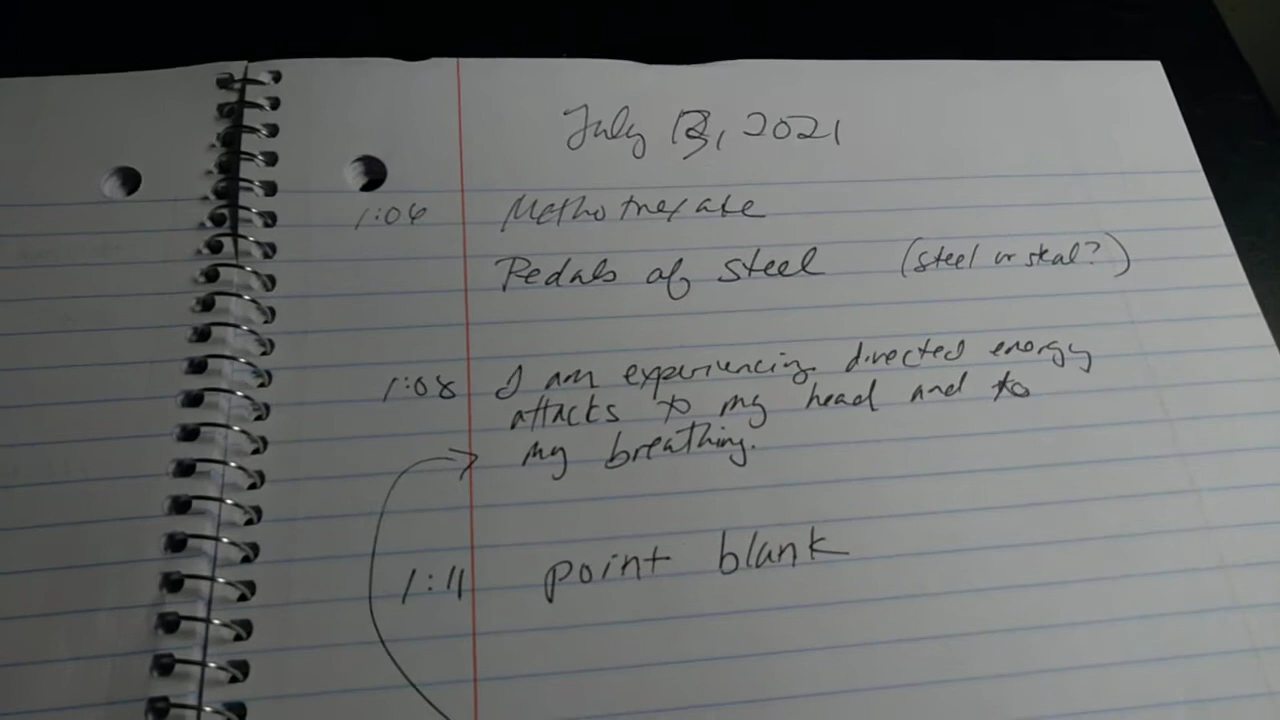 July 13, 2021
1:06 Methotrexate
Pedals of steel (steel or steal?)
1:08 I am experiencing directed energy
attacks to my head and to
my breathing.
1:11 point blank